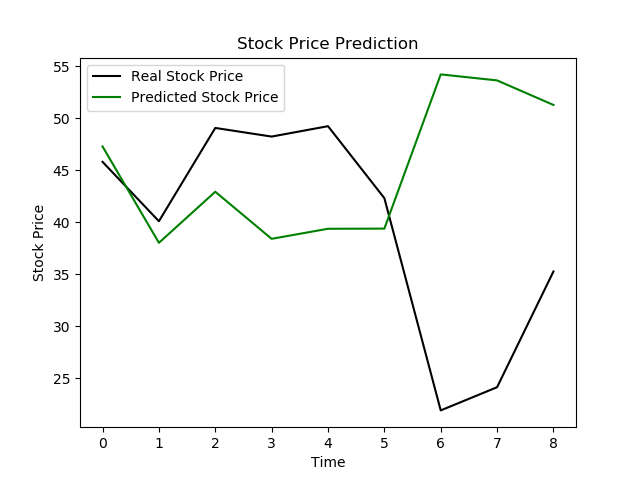 Stock Price Prediction
Real Stock Price
Predicted Stock Price
55
50
45
40
35
30
25
Stock Price
0 1 2 3 4 5 6 7 8
Time